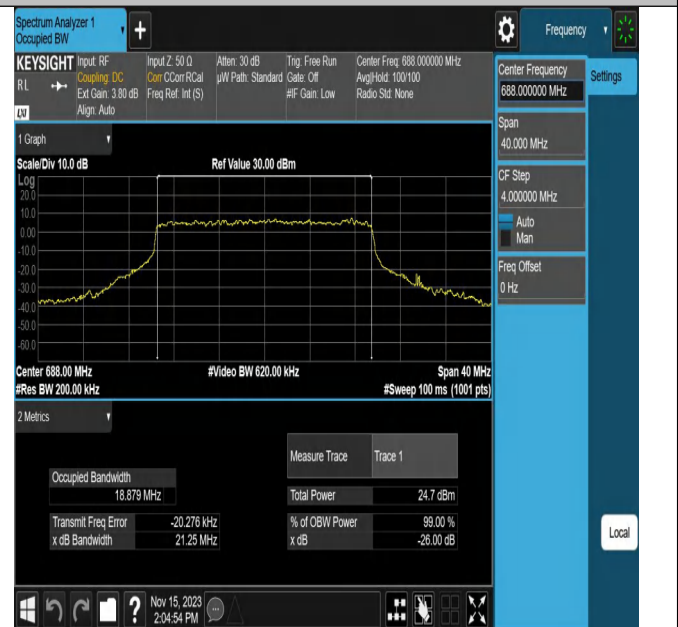 Spectrum Analyzer 1
Occupied BW
Frequency
KEYSIGHT
RL
LXI
Input: RF
Coupling: DC
Ext Gain: 3.80 dB
Align: Auto
Input Z: 50 Ω
Corr CCorr RCal
Freq Ref: Int (S)
Atten: 30 dB
µW Path: Standard
Trig: Free Run
Gate: Off
#IF Gain: Low
Center Freq: 688.000000 MHz
Avg|Hold: 100/100
Radio Std: None
Center Frequency
688.000000 MHz
Settings
Span
40.000 MHz
CF Step
4.000000 MHz
Auto
Man
Freq Offset
0 Hz
1 Graph
Scale/Div 10.0 dB
Ref Value 30.00 dBm
Log
20.0
10.0
0.00
-10.0
-20.0
-30.0
-40.0
-50.0
-60.0
Center 688.00 MHz
#Video BW 620.00 kHz
Span 40 MHz
#Res BW 200.00 kHz
#Sweep 100 ms (1001 pts)
2 Metrics
Measure Trace
Trace 1
Occupied Bandwidth
18.879 MHz
Total Power
24.7 dBm
Transmit Freq Error
-20.276 kHz
% of OBW Power
99.00 %
x dB Bandwidth
21.25 MHz
x dB
-26.00 dB
Local
?
Nov 15, 2023
2:04:54 PM